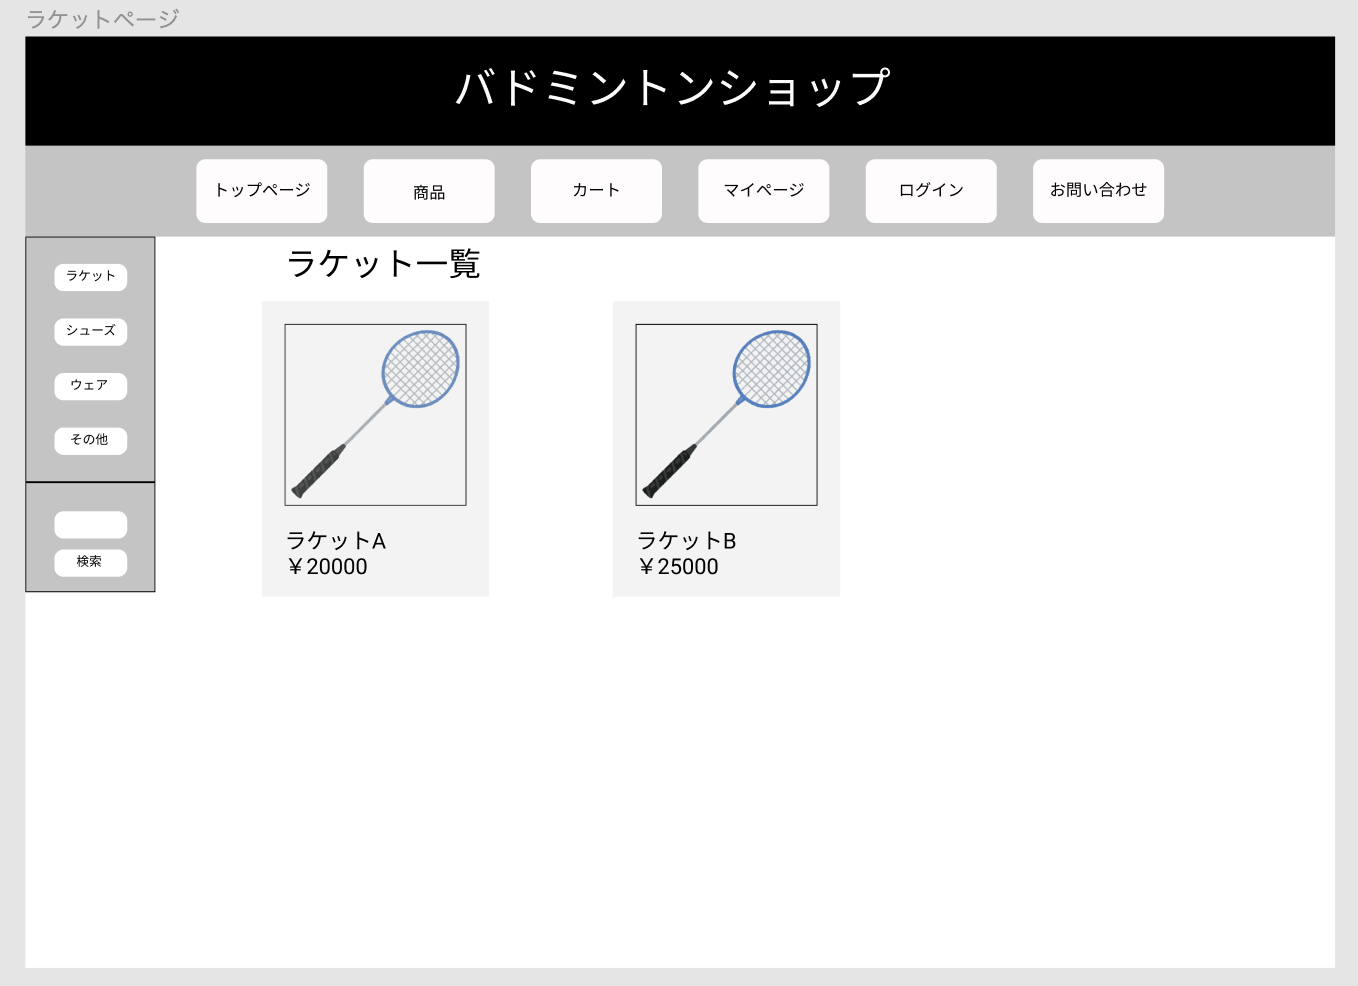 ラケットページ
バドミントンショップ
トップページ
商品
カート
マイページ
ログイン
お問い合わせ
ラケット
シューズ
ウェア
その他
検索
ラケット一覧
ラケットA
￥20000
ラケットB
￥25000